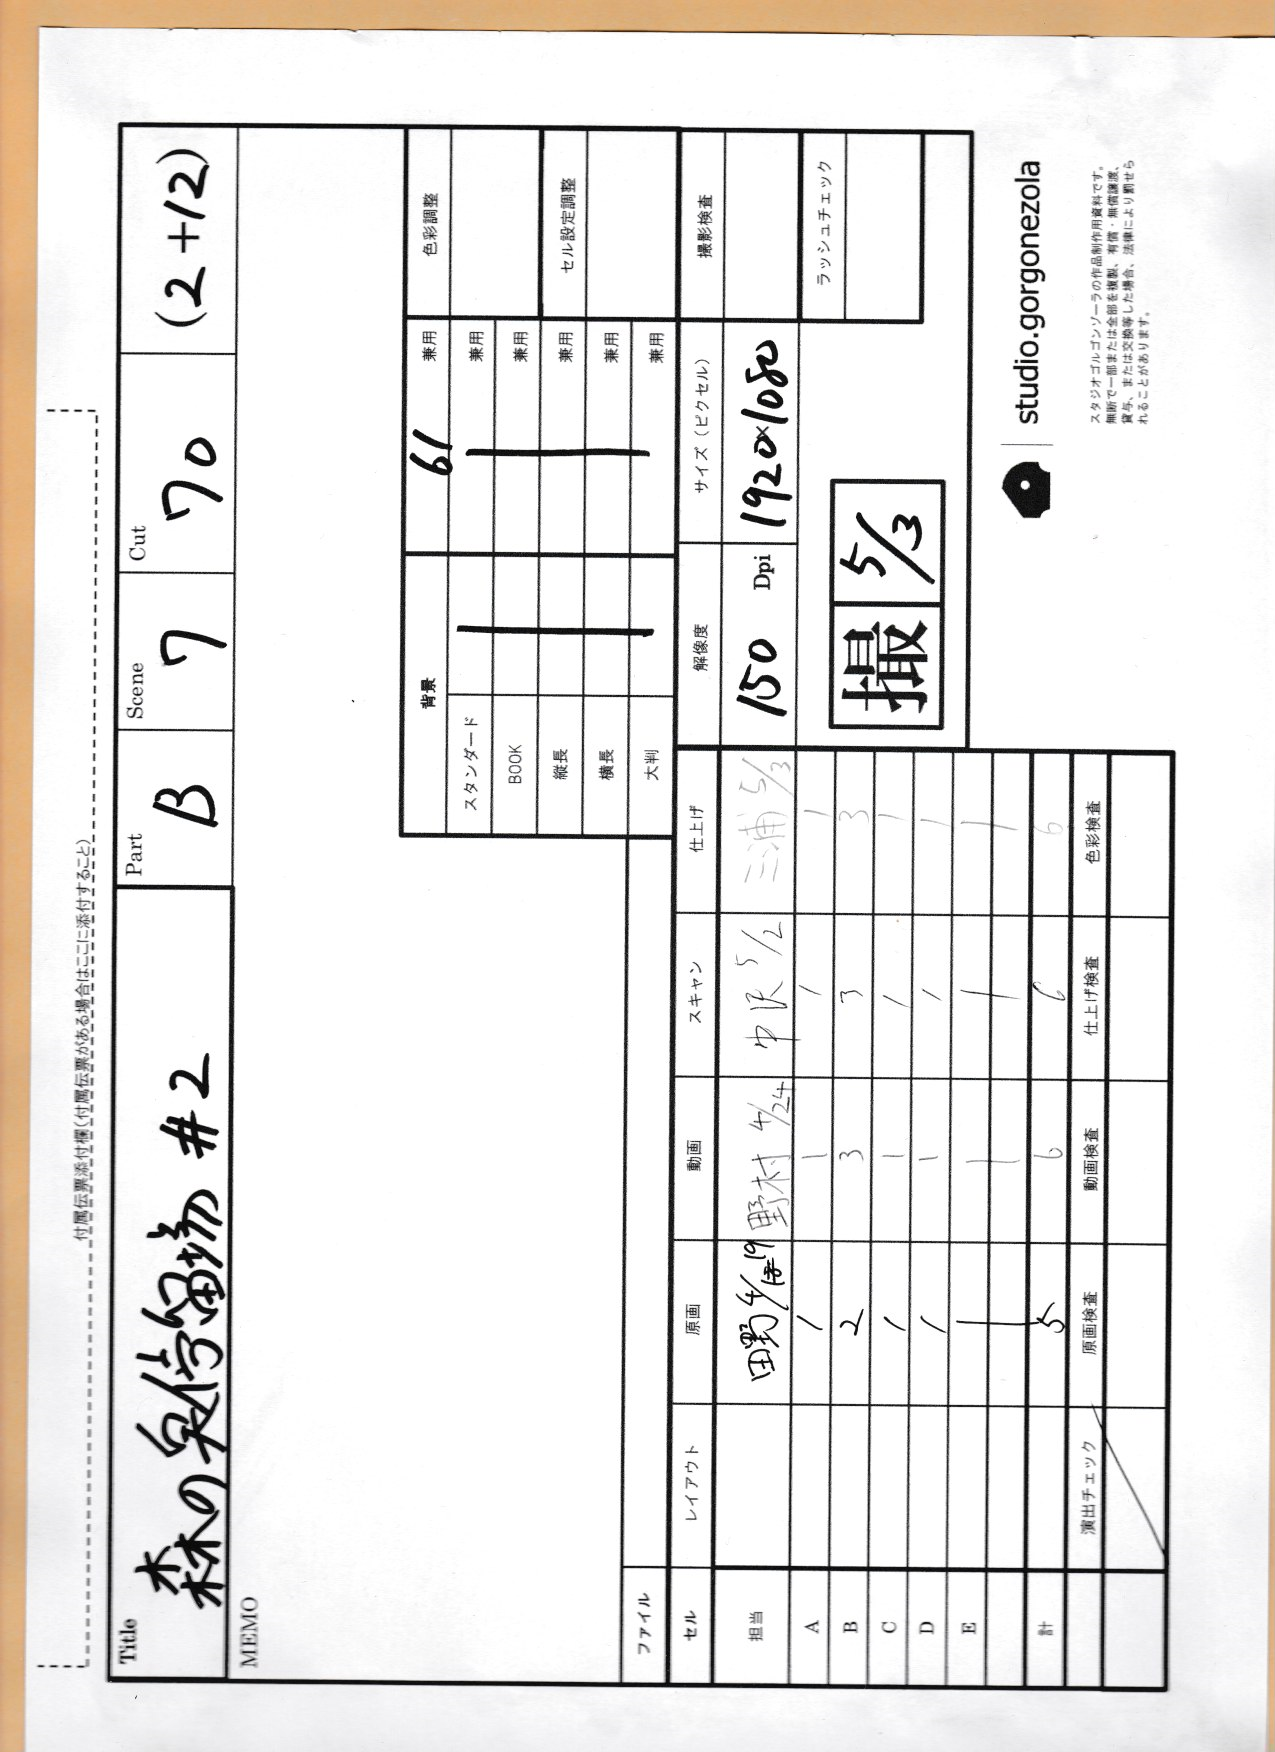 付属伝票添付欄(付属伝票がある場合はここに添付すること)
Title 森の泉停留場 #2
Part B
Scene 7
Cut 70
(2+12)
MEMO
背景 61 兼用
スタンダード 兼用
BOOK 兼用
縦長 兼用
横長 兼用
大判 兼用
色彩調整
セル設定調整
ファイル
解像度 150 Dpi
サイズ(ピクセル) 1920×1080
撮影検査
ラッシュチェック
撮 5/3
セル レイアウト 原画 動画 スキャン 仕上げ
担当 田野 4/19 野村 4/24 中沢 5/2 三浦 5/3
A 1 1 1 1
B 2 3 3 3
C 1 1 1 1
D 1 1 1 1
E
計 5 6 6 6
演出チェック 原画検査 動画検査 仕上げ検査 色彩検査
studio.gorgonezola
スタジオゴルゴンゾーラの作品制作用資料です。
無断で一部または全部を複製、有償・無償譲渡、
貸与、または交換等した場合、法律により罰せら
れることがあります。